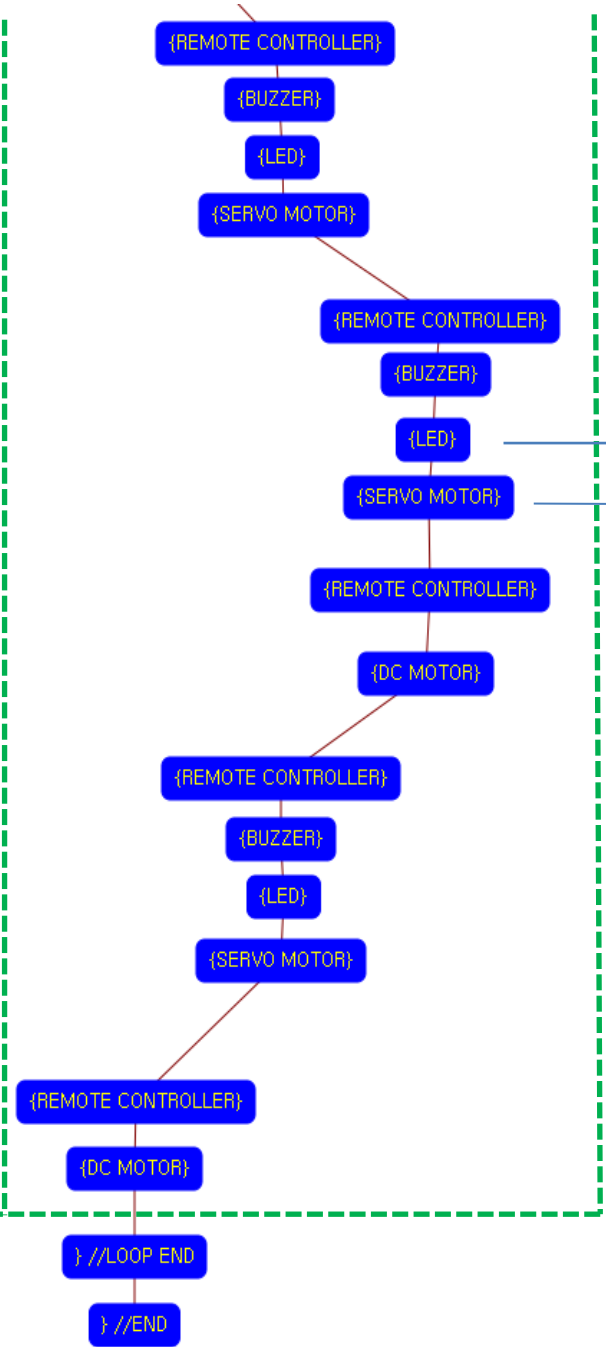 {REMOTE CONTROLLER}
{BUZZER}
{LED}
{SERVO MOTOR}
{REMOTE CONTROLLER}
{BUZZER}
{LED}
{SERVO MOTOR}
{REMOTE CONTROLLER}
{DC MOTOR}
{REMOTE CONTROLLER}
{BUZZER}
{LED}
{SERVO MOTOR}
{REMOTE CONTROLLER}
{DC MOTOR}
} //LOOP END
} //END